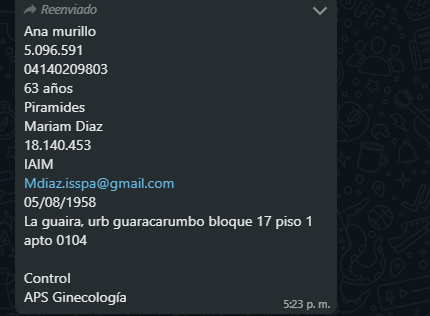 Reenviado
Ana murillo
5.096.591
04140209803
63 años
Piramides
Mariam Diaz
18.140.453
IAIM
Mdiaz.isspa@gmail.com
05/08/1958
La guaira, urb guaracarumbo bloque 17 piso 1
apto 0104
Control
APS Ginecología
5:23 p. m.